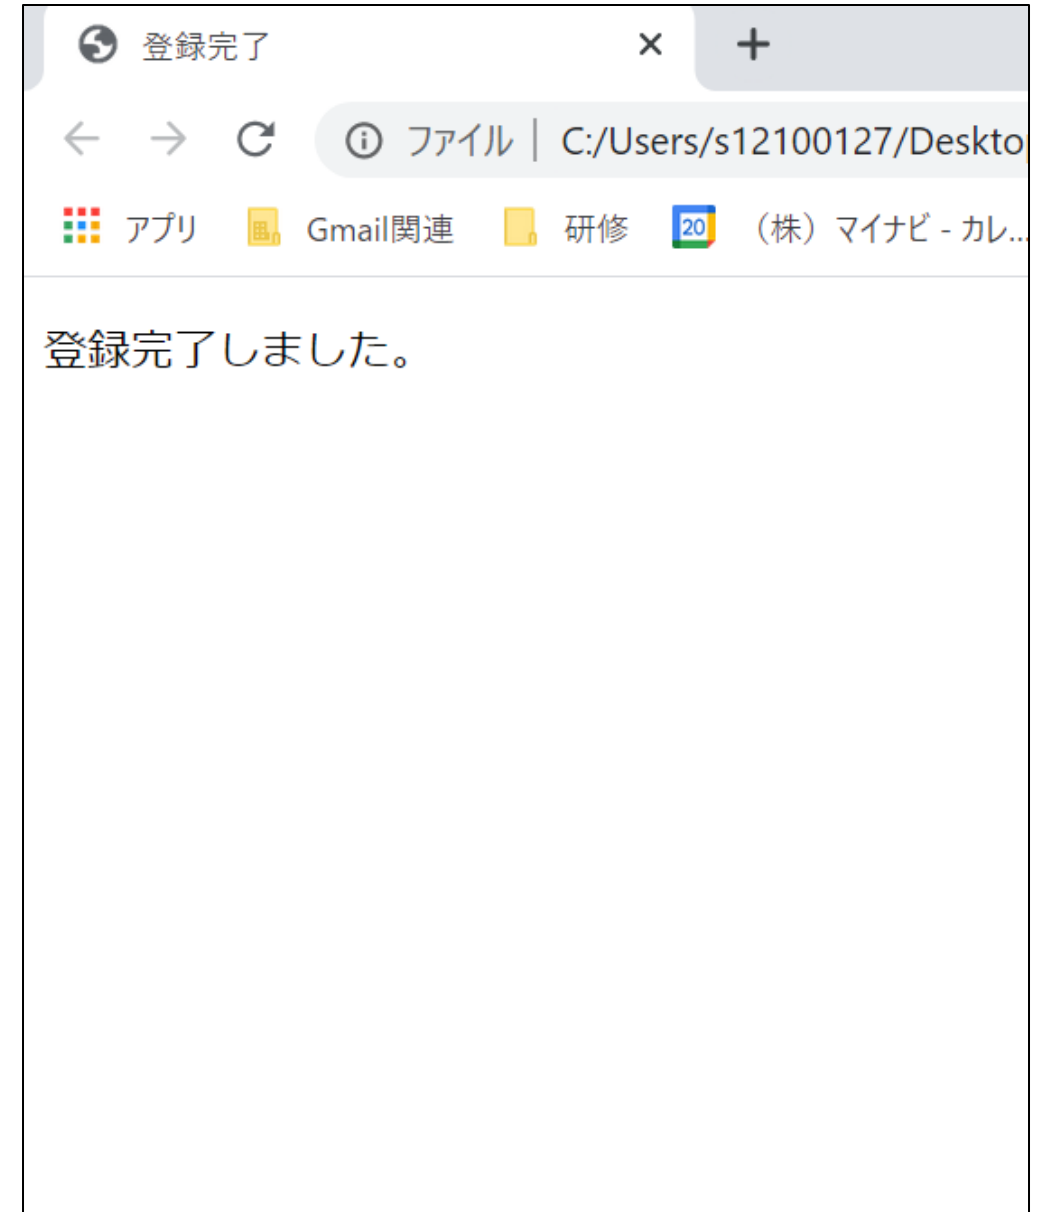 登録完了
ファイル | C:/Users/s12100127/Desktop
アプリ Gmail関連 研修 20 （株）マイナビ - カレ...
登録完了しました。